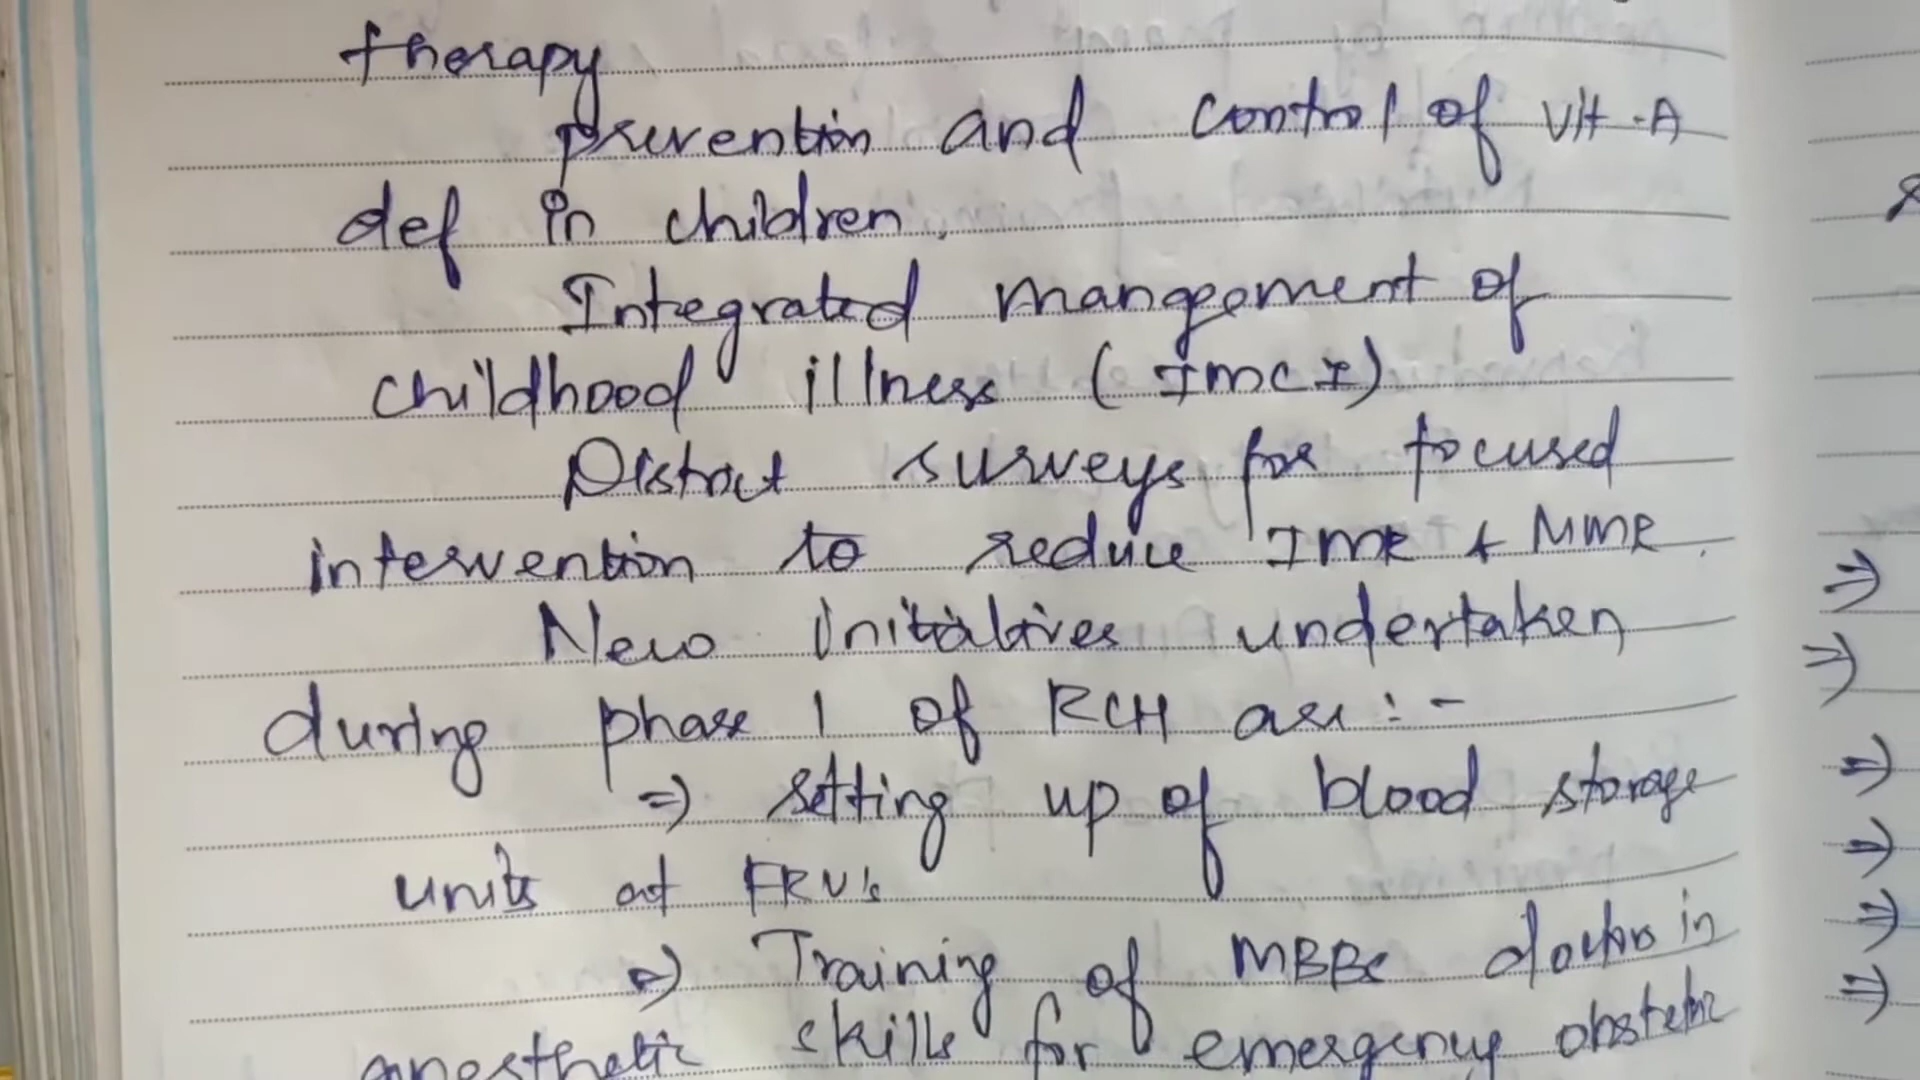 therapy
prevention and control of vit-A
def in children.
Integrated mangement of
childhood illness (IMCI)
District surveys for focused
intervention to reduce IMR & MMR.
New initiatives undertaken
during phase 1 of RCH are:-
⇒ setting up of blood storage
units at FRU's
⇒ Training of MBBS doctors in
anesthetic skills for emergency obstetric
⇒
⇒
⇒
⇒
⇒
⇒